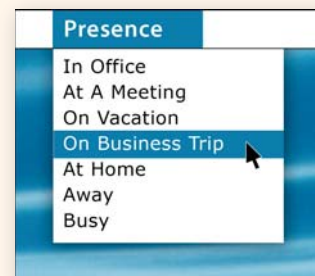 Presence
In Office
At A Meeting
On Vacation
On Business Trip
At Home
Away
Busy